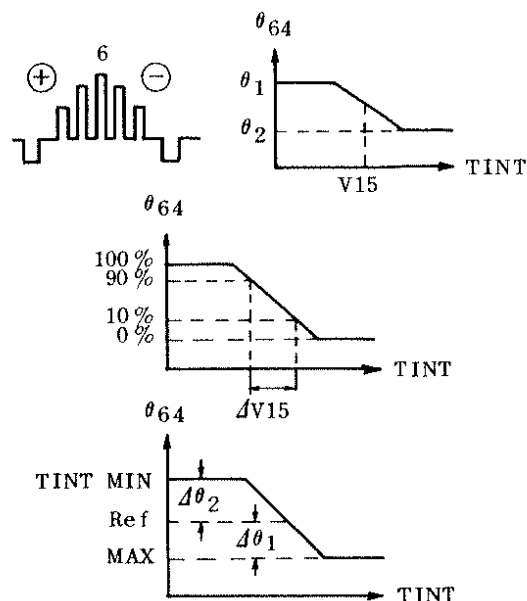 6
⊕ ⊖
θ64
θ1
θ2
V15
TINT
θ64
100%
90%
10%
0%
TINT
ΔV15
θ64
TINT MIN
Δθ2
Ref
Δθ1
MAX
TINT